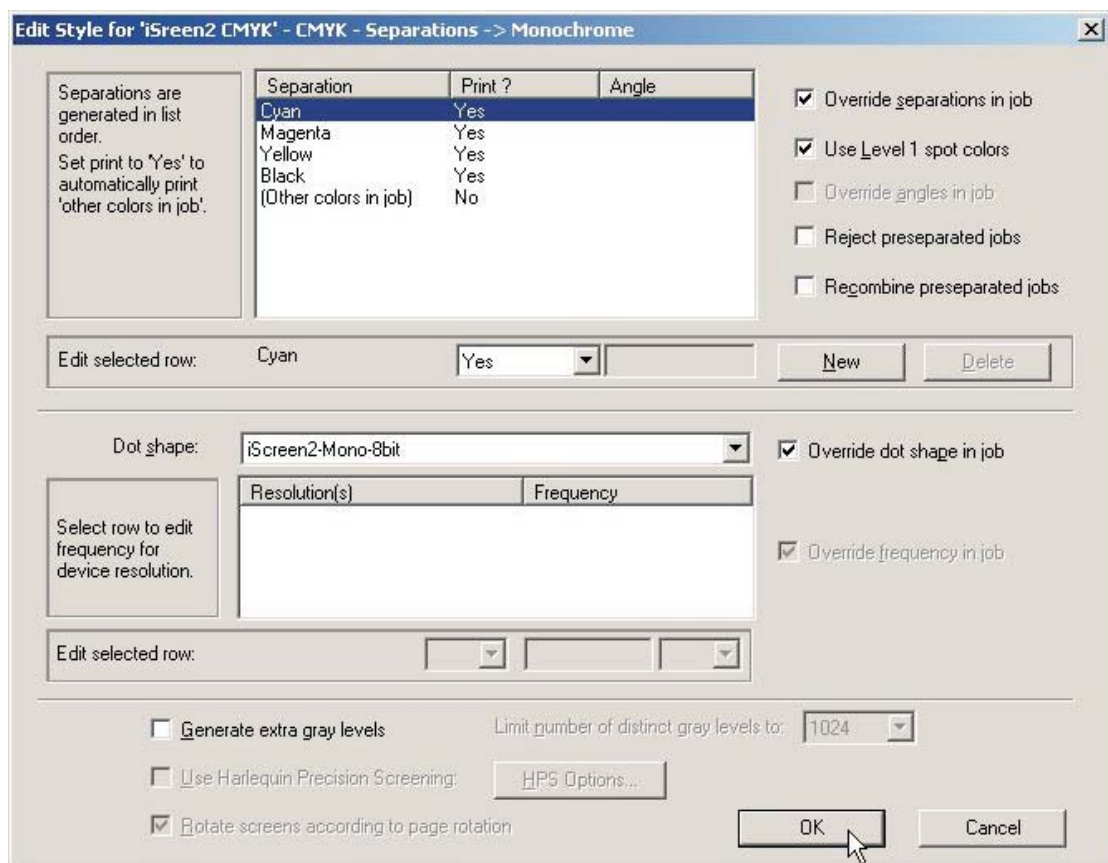 Edit Style for 'iSreen2 CMYK' - CMYK - Separations -> Monochrome
Separations are
generated in list
order.
Set print to 'Yes' to
automatically print
'other colors in job'.
Separation Print ? Angle
Cyan Yes
Magenta Yes
Yellow Yes
Black Yes
(Other colors in job) No
Override separations in job
Use Level 1 spot colors
Override angles in job
Reject preseparated jobs
Recombine preseparated jobs
Edit selected row: Cyan Yes New Delete
Dot shape: iScreen2-Mono-8bit Override dot shape in job
Resolution(s) Frequency
Select row to edit
frequency for
device resolution.
Override frequency in job
Edit selected row:
Generate extra gray levels Limit number of distinct gray levels to: 1024
Use Harlequin Precision Screening: HPS Options...
Rotate screens according to page rotation
OK Cancel